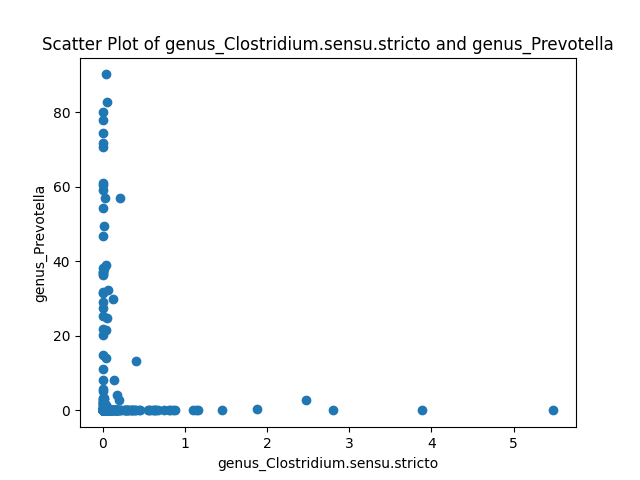 Scatter Plot of genus_Clostridium.sensu.stricto and genus_Prevotella
80
60
40
20
0
genus_Prevotella
0 1 2 3 4 5
genus_Clostridium.sensu.stricto